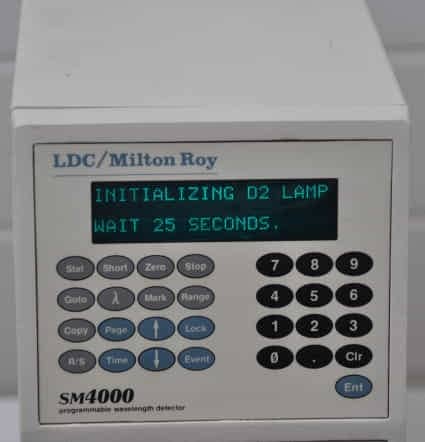 LDC/Milton Roy
INITIALIZING D2 LAMP
WAIT 25 SECONDS.
Stat Short Zero Stop 7 8 9
Goto λ Mark Range 4 5 6
Copy Page ↑ Lock 1 2 3
R/S Time ↓ Event 0 . Clr
Ent
SM4000
programmable wavelength detector